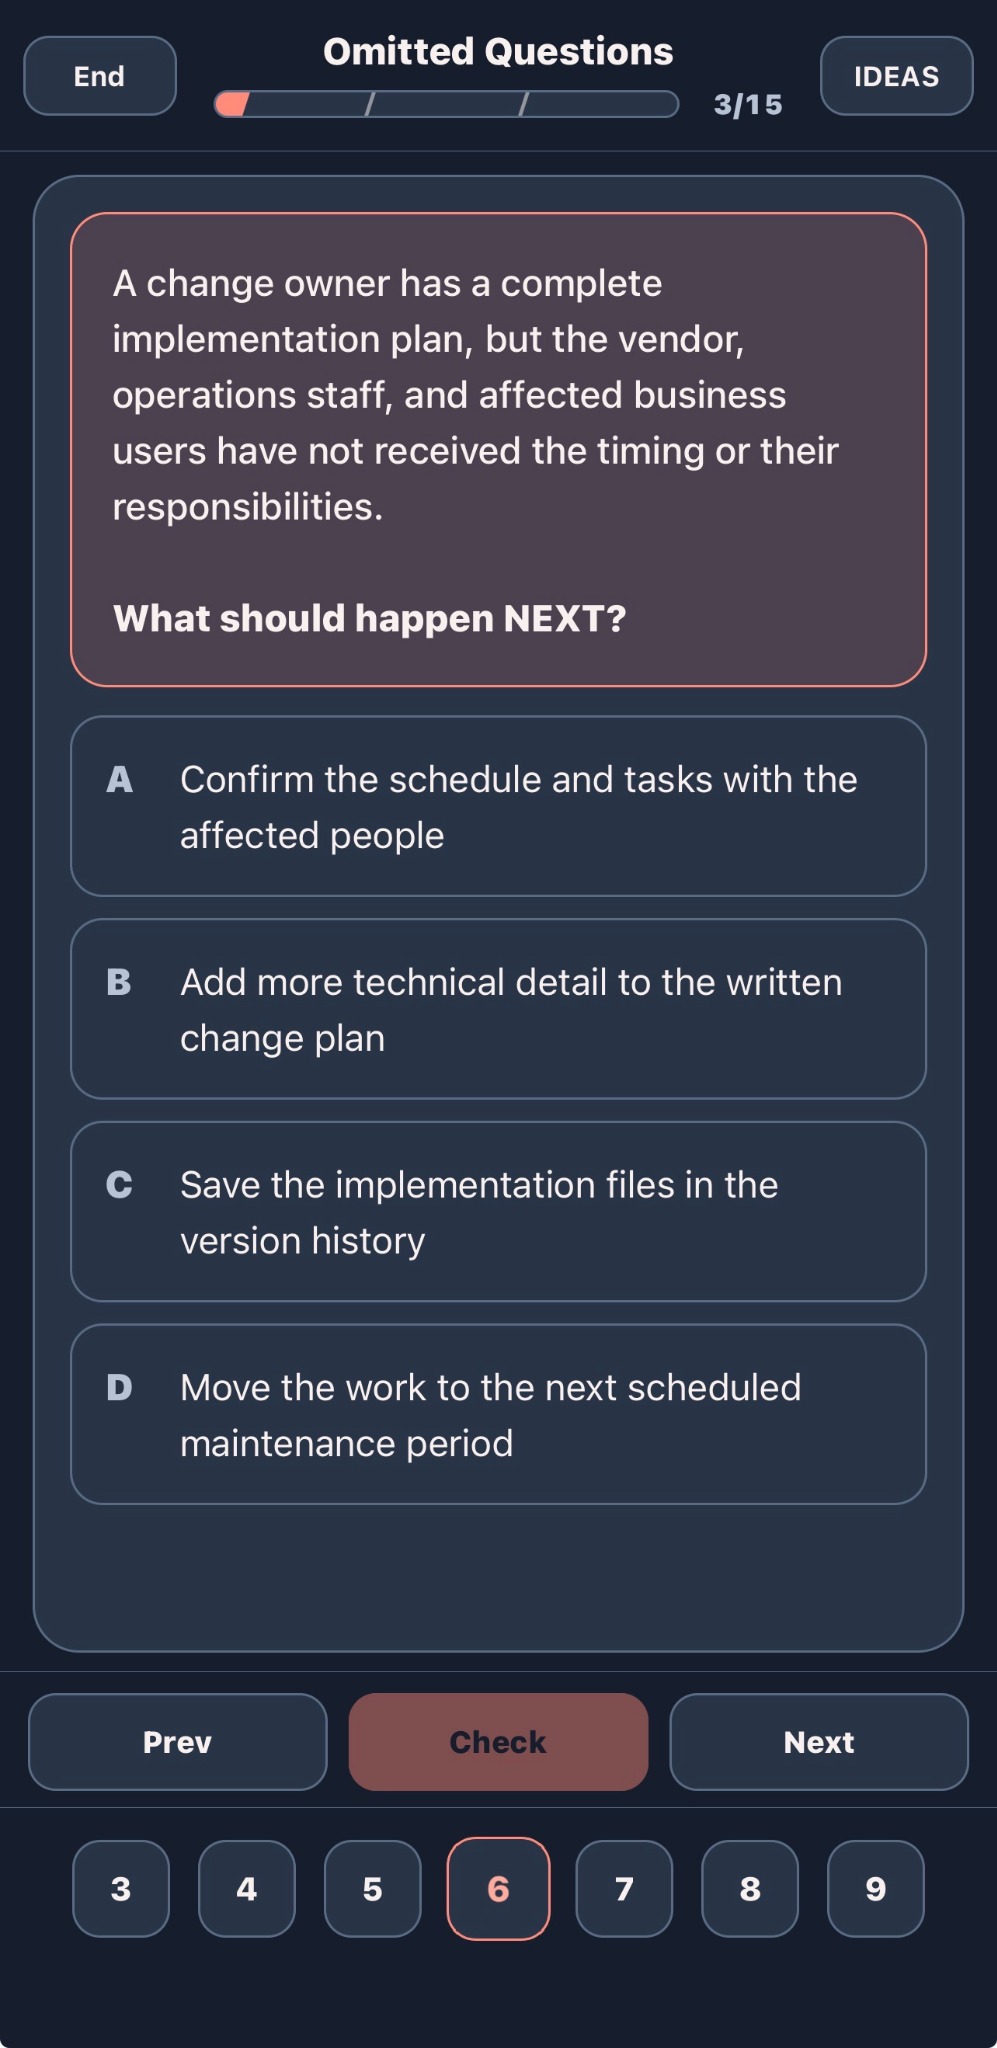 End
Omitted Questions
3/15
IDEAS
A change owner has a complete
implementation plan, but the vendor,
operations staff, and affected business
users have not received the timing or their
responsibilities.
What should happen NEXT?
A Confirm the schedule and tasks with the
affected people
B Add more technical detail to the written
change plan
C Save the implementation files in the
version history
D Move the work to the next scheduled
maintenance period
Prev Check Next
3 4 5 6 7 8 9